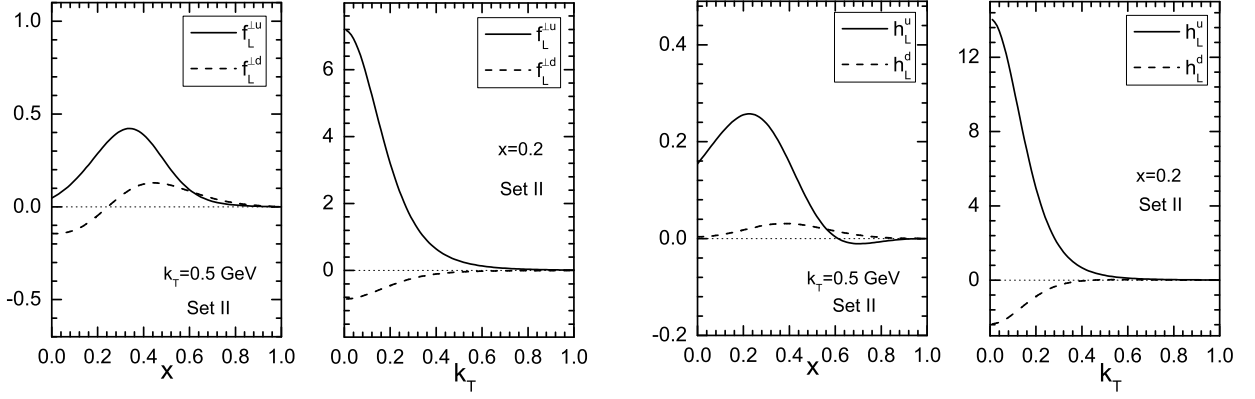 1.0
0.5
0.0
-0.5
f_L^{⊥u}
f_L^{⊥d}
k_T=0.5 GeV
Set II
0.0 0.2 0.4 0.6 0.8 1.0
x
6
4
2
0
f_L^{⊥u}
f_L^{⊥d}
x=0.2
Set II
0.0 0.2 0.4 0.6 0.8 1.0
k_T
0.4
0.2
0.0
-0.2
h_L^u
h_L^d
k_T=0.5 GeV
Set II
0.0 0.2 0.4 0.6 0.8 1.0
x
12
8
4
0
h_L^u
h_L^d
x=0.2
Set II
0.0 0.2 0.4 0.6 0.8 1.0
k_T